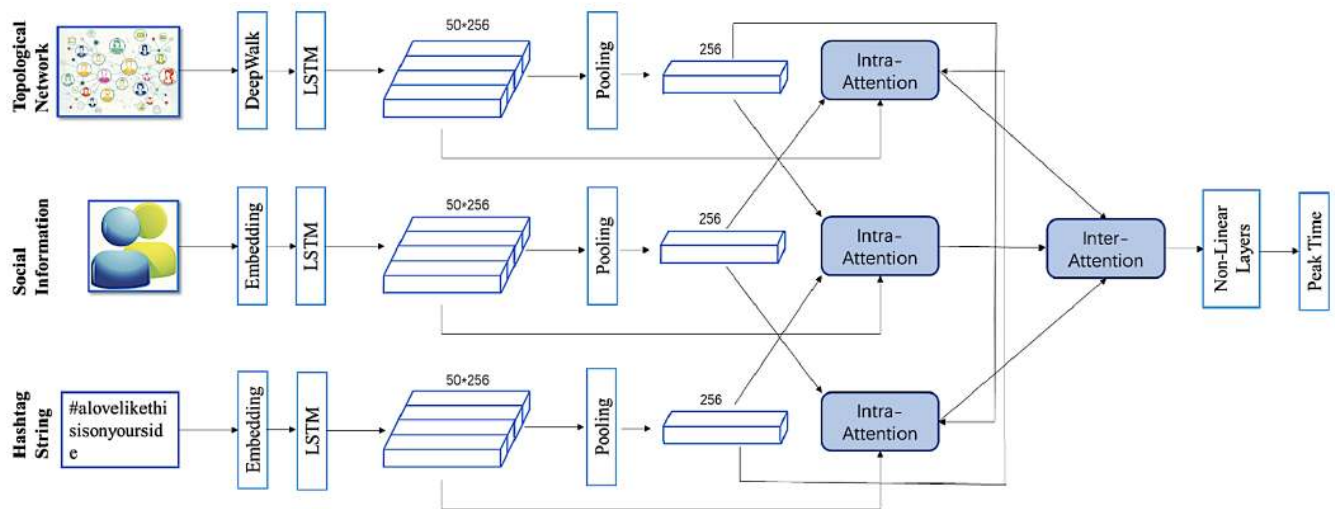 Topological
Network
DeepWalk
LSTM
50*256
Pooling
256
Intra-
Attention
Social
Information
Embedding
LSTM
50*256
Pooling
256
Intra-
Attention
Inter-
Attention
Non-Linear
Layers
Peak Time
Hashtag
String
#alovelikethi
sisonyoursid
e
Embedding
LSTM
50*256
Pooling
256
Intra-
Attention